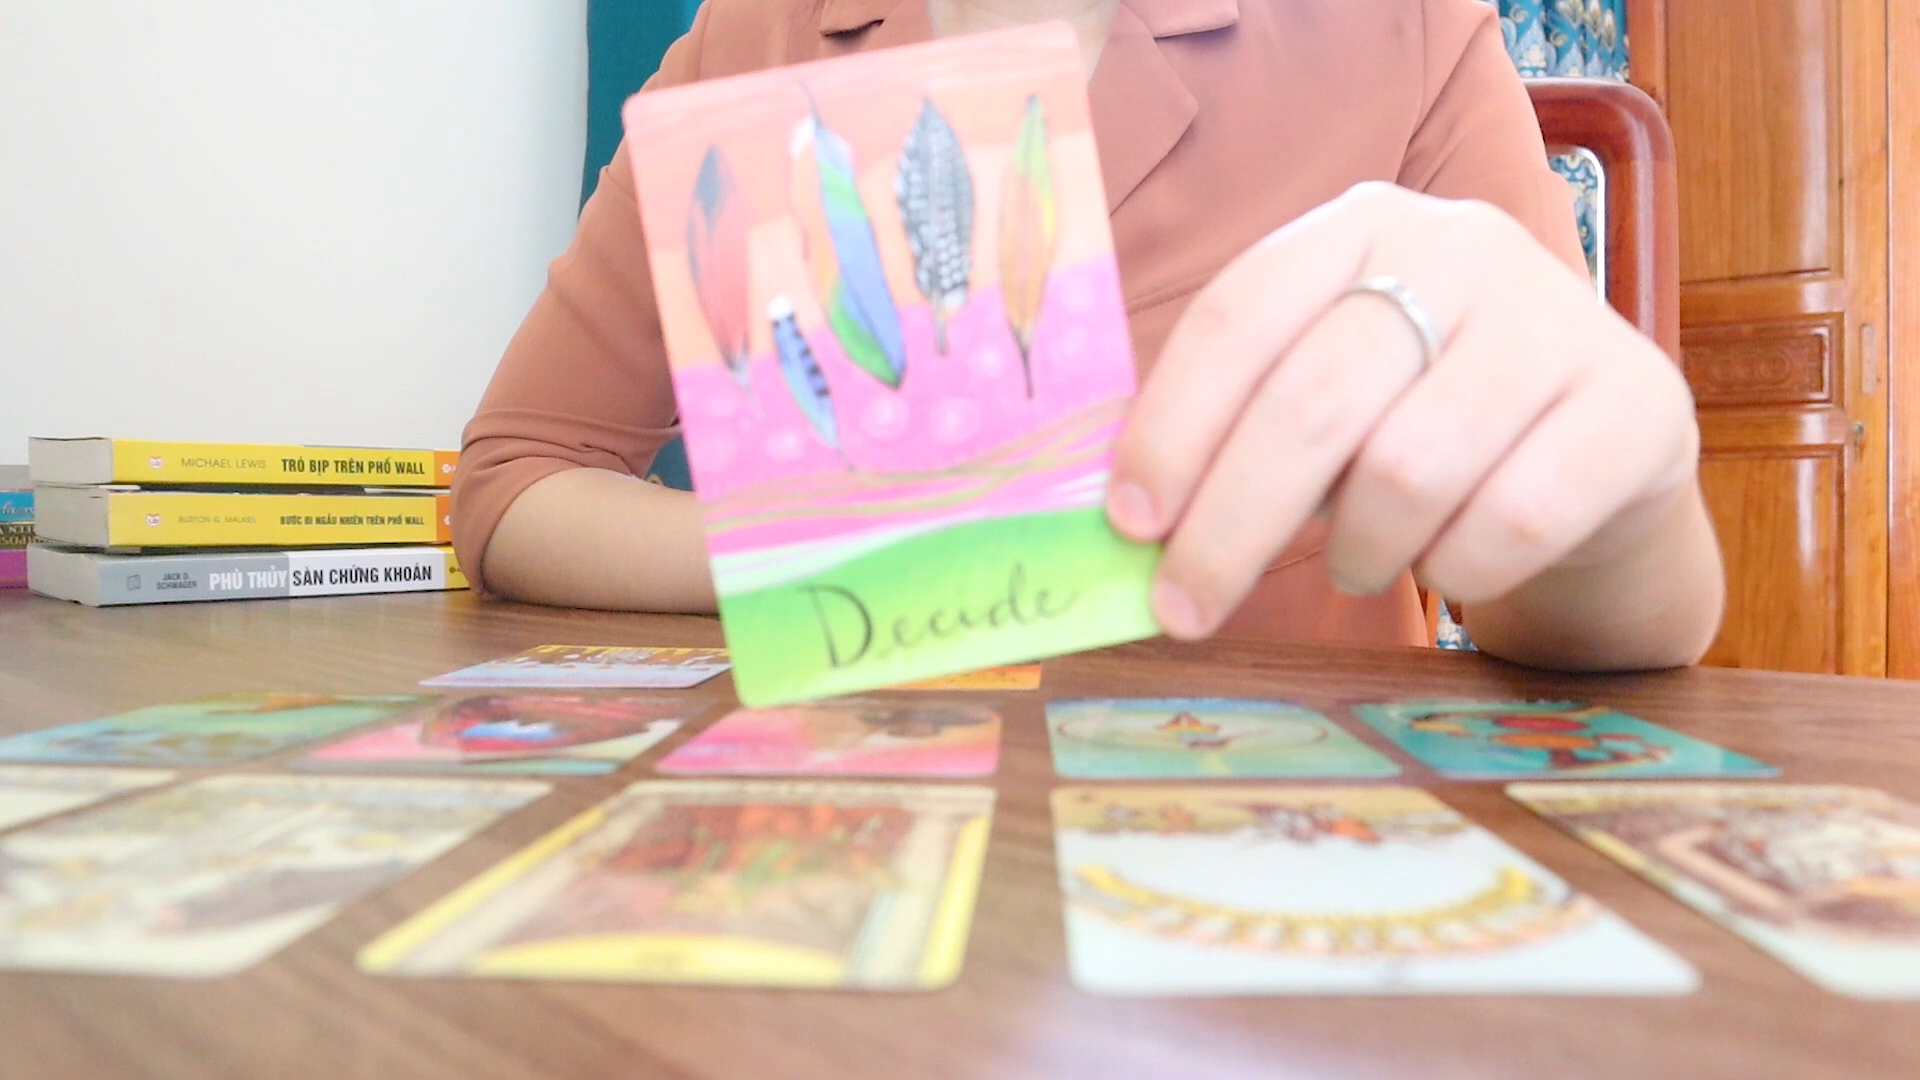 MICHAEL LEWIS TRÒ BỊP TRÊN PHỐ WALL
BURTON G. MALKIEL BƯỚC ĐI NGẪU NHIÊN TRÊN PHỐ WALL
JACK D. SCHWAGER PHÙ THỦY SÀN CHỨNG KHOÁN
Decide